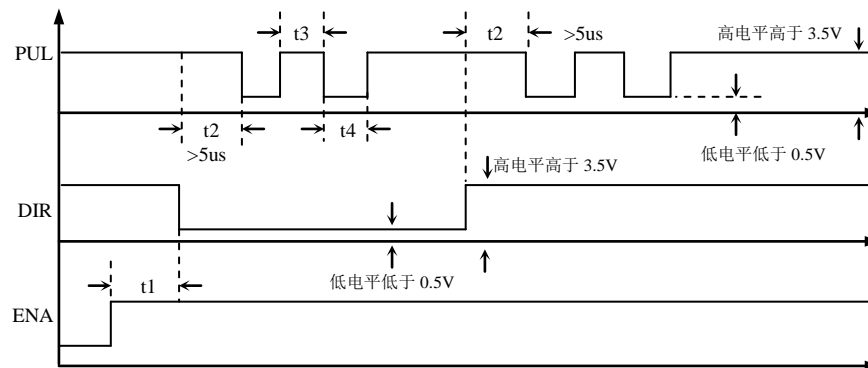 t3
t2
>5us
高电平高于 3.5V
PUL
t2
t4
>5us
低电平低于 0.5V
高电平高于 3.5V
DIR
低电平低于 0.5V
t1
ENA